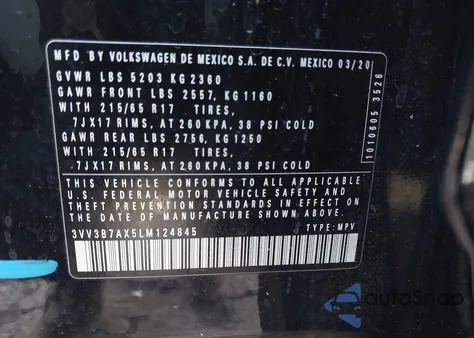 MFD BY VOLKSWAGEN DE MEXICO S.A. DE C.V. MEXICO 03/20
GVWR LBS 5203 KG 2360
GAWR FRONT LBS 2557, KG 1160
WITH 215/65 R17 TIRES,
7JX17 RIMS, AT 260KPA, 38 PSI COLD
GAWR REAR LBS 2756, KG 1250
WITH 215/65 R17 TIRES,
7JX17 RIMS, AT 260KPA, 38 PSI COLD
THIS VEHICLE CONFORMS TO ALL APPLICABLE
U.S. FEDERAL MOTOR VEHICLE SAFETY AND
THEFT PREVENTION STANDARDS IN EFFECT ON
THE DATE OF MANUFACTURE SHOWN ABOVE.
3VV3B7AX5LM124845 TYPE: MPV
1010605 3526
autoSnap